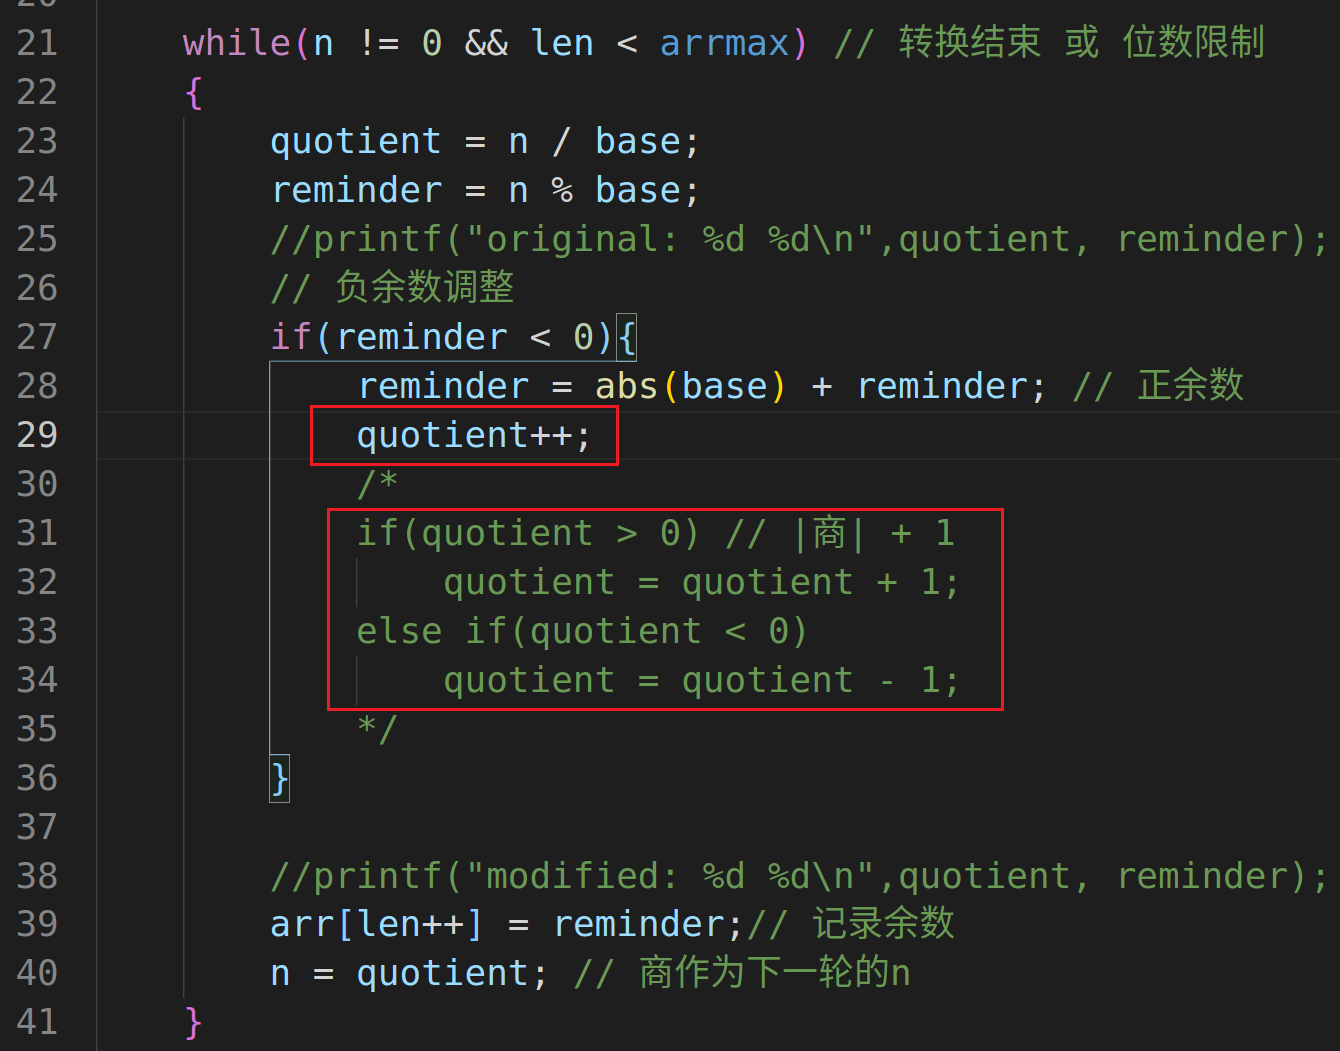 20
21 while(n != 0 && len < arrmax) // 转换结束 或 位数限制
22 {
23 quotient = n / base;
24 reminder = n % base;
25 //printf("original: %d %d\n",quotient, reminder);
26 // 负余数调整
27 if(reminder < 0){
28 reminder = abs(base) + reminder; // 正余数
29 quotient++;
30 /*
31 if(quotient > 0) // |商| + 1
32 quotient = quotient + 1;
33 else if(quotient < 0)
34 quotient = quotient - 1;
35 */
36 }
37
38 //printf("modified: %d %d\n",quotient, reminder);
39 arr[len++] = reminder;// 记录余数
40 n = quotient; // 商作为下一轮的n
41 }